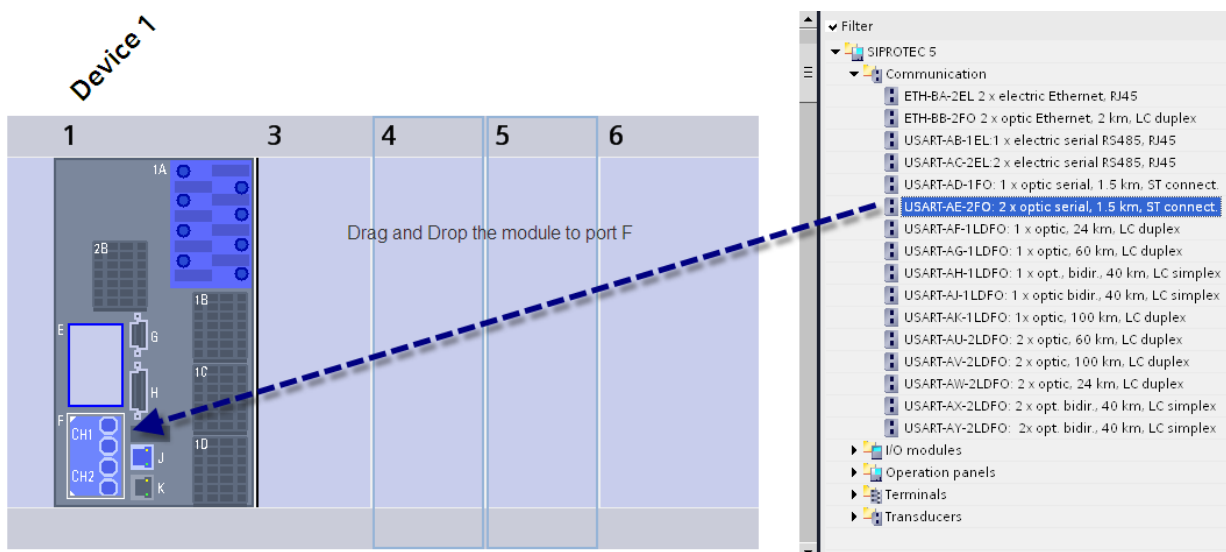 Device 1
1 3 4 5 6
1A
2B
1B
E
G
1C
H
F
CH1
1D
J
CH2
K
Drag and Drop the module to port F
Filter
SIPROTEC 5
Communication
ETH-BA-2EL 2 x electric Ethernet, RJ45
ETH-BB-2FO 2 x optic Ethernet, 2 km, LC duplex
USART-AB-1EL:1 x electric serial RS485, RJ45
USART-AC-2EL:2 x electric serial RS485, RJ45
USART-AD-1FO: 1 x optic serial, 1.5 km, ST connect.
USART-AE-2FO: 2 x optic serial, 1.5 km, ST connect.
USART-AF-1LDFO: 1 x optic, 24 km, LC duplex
USART-AG-1LDFO: 1 x optic, 60 km, LC duplex
USART-AH-1LDFO: 1 x opt., bidir., 40 km, LC simplex
USART-AJ-1LDFO: 1 x optic bidir., 40 km, LC simplex
USART-AK-1LDFO: 1x optic, 100 km, LC duplex
USART-AU-2LDFO: 2 x optic, 60 km, LC duplex
USART-AV-2LDFO: 2 x optic, 100 km, LC duplex
USART-AW-2LDFO: 2 x optic, 24 km, LC duplex
USART-AX-2LDFO: 2 x opt. bidir., 40 km, LC simplex
USART-AY-2LDFO: 2x opt. bidir., 40 km, LC simplex
I/O modules
Operation panels
Terminals
Transducers